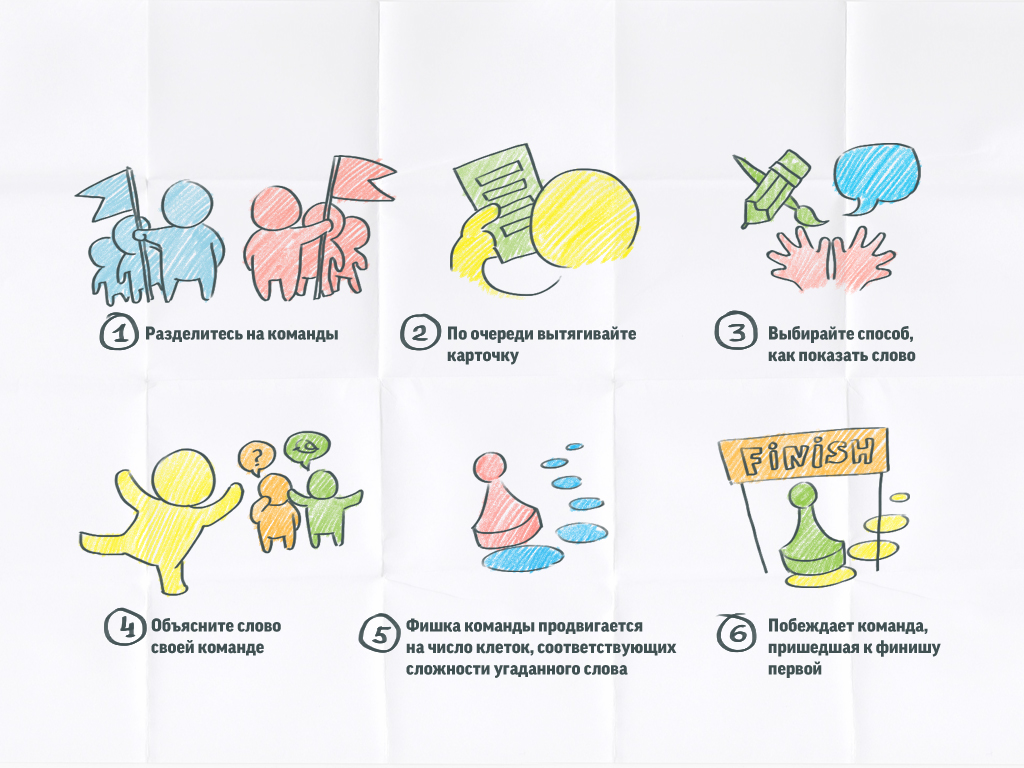 1 Разделитесь на команды
2 По очереди вытягивайте
карточку
3 Выбирайте способ,
как показать слово
?
4 Объясните слово
своей команде
5 Фишка команды продвигается
на число клеток, соответствующих
сложности угаданного слова
FiNiSH
6 Побеждает команда,
пришедшая к финишу
первой